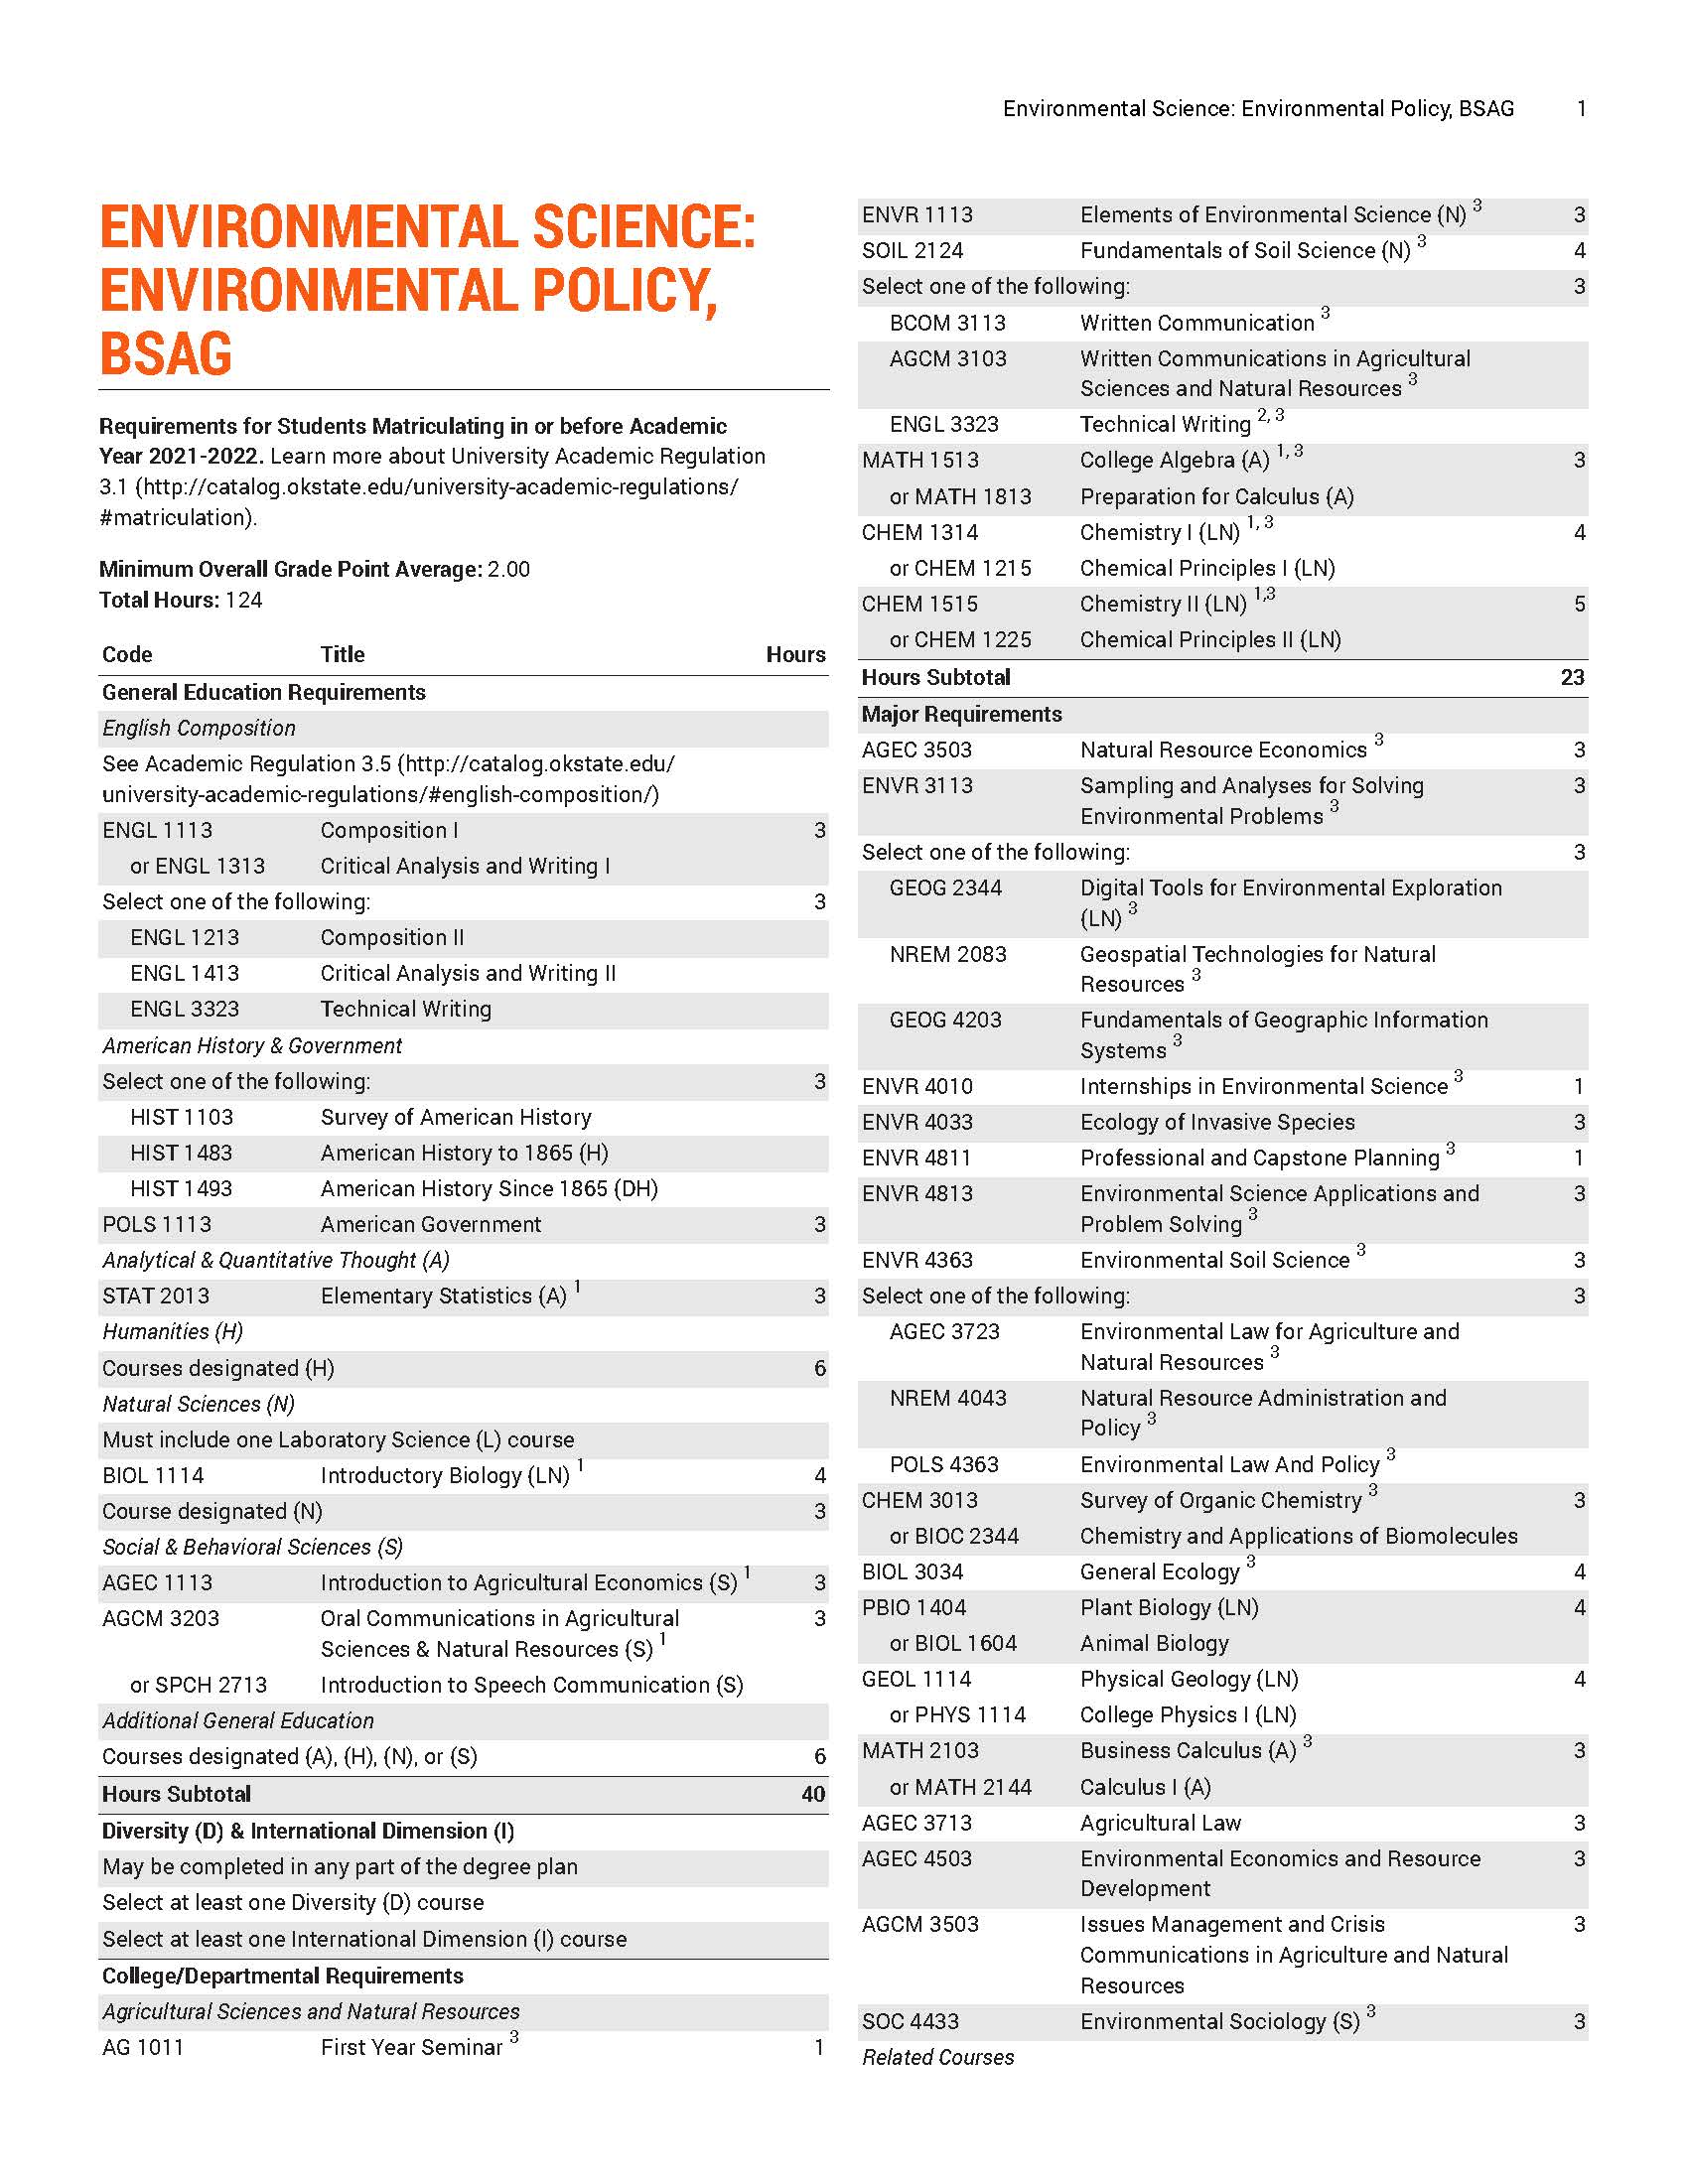 Environmental Science: Environmental Policy, BSAG 1
ENVIRONMENTAL SCIENCE:
ENVIRONMENTAL POLICY,
BSAG
Requirements for Students Matriculating in or before Academic
Year 2021-2022. Learn more about University Academic Regulation
3.1 (http://catalog.okstate.edu/university-academic-regulations/
#matriculation).
Minimum Overall Grade Point Average: 2.00
Total Hours: 124
Code Title Hours
General Education Requirements
English Composition
See Academic Regulation 3.5 (http://catalog.okstate.edu/
university-academic-regulations/#english-composition/)
ENGL 1113 Composition I 3
or ENGL 1313 Critical Analysis and Writing I
Select one of the following: 3
ENGL 1213 Composition II
ENGL 1413 Critical Analysis and Writing II
ENGL 3323 Technical Writing
American History & Government
Select one of the following: 3
HIST 1103 Survey of American History
HIST 1483 American History to 1865 (H)
HIST 1493 American History Since 1865 (DH)
POLS 1113 American Government 3
Analytical & Quantitative Thought (A)
STAT 2013 Elementary Statistics (A) 1 3
Humanities (H)
Courses designated (H) 6
Natural Sciences (N)
Must include one Laboratory Science (L) course
BIOL 1114 Introductory Biology (LN) 1 4
Course designated (N) 3
Social & Behavioral Sciences (S)
AGEC 1113 Introduction to Agricultural Economics (S) 1 3
AGCM 3203 Oral Communications in Agricultural 3
Sciences & Natural Resources (S) 1
or SPCH 2713 Introduction to Speech Communication (S)
Additional General Education
Courses designated (A), (H), (N), or (S) 6
Hours Subtotal 40
Diversity (D) & International Dimension (I)
May be completed in any part of the degree plan
Select at least one Diversity (D) course
Select at least one International Dimension (I) course
College/Departmental Requirements
Agricultural Sciences and Natural Resources
AG 1011 First Year Seminar 3 1
ENVR 1113 Elements of Environmental Science (N) 3 3
SOIL 2124 Fundamentals of Soil Science (N) 3 4
Select one of the following: 3
BCOM 3113 Written Communication 3
AGCM 3103 Written Communications in Agricultural
Sciences and Natural Resources 3
ENGL 3323 Technical Writing 2, 3
MATH 1513 College Algebra (A) 1, 3 3
or MATH 1813 Preparation for Calculus (A)
CHEM 1314 Chemistry I (LN) 1, 3 4
or CHEM 1215 Chemical Principles I (LN)
CHEM 1515 Chemistry II (LN) 1,3 5
or CHEM 1225 Chemical Principles II (LN)
Hours Subtotal 23
Major Requirements
AGEC 3503 Natural Resource Economics 3 3
ENVR 3113 Sampling and Analyses for Solving 3
Environmental Problems 3
Select one of the following: 3
GEOG 2344 Digital Tools for Environmental Exploration
(LN) 3
NREM 2083 Geospatial Technologies for Natural
Resources 3
GEOG 4203 Fundamentals of Geographic Information
Systems 3
ENVR 4010 Internships in Environmental Science 3 1
ENVR 4033 Ecology of Invasive Species 3
ENVR 4811 Professional and Capstone Planning 3 1
ENVR 4813 Environmental Science Applications and 3
Problem Solving 3
ENVR 4363 Environmental Soil Science 3 3
Select one of the following: 3
AGEC 3723 Environmental Law for Agriculture and
Natural Resources 3
NREM 4043 Natural Resource Administration and
Policy 3
POLS 4363 Environmental Law And Policy 3
CHEM 3013 Survey of Organic Chemistry 3 3
or BIOC 2344 Chemistry and Applications of Biomolecules
BIOL 3034 General Ecology 3 4
PBIO 1404 Plant Biology (LN) 4
or BIOL 1604 Animal Biology
GEOL 1114 Physical Geology (LN) 4
or PHYS 1114 College Physics I (LN)
MATH 2103 Business Calculus (A) 3 3
or MATH 2144 Calculus I (A)
AGEC 3713 Agricultural Law 3
AGEC 4503 Environmental Economics and Resource 3
Development
AGCM 3503 Issues Management and Crisis 3
Communications in Agriculture and Natural
Resources
SOC 4433 Environmental Sociology (S) 3 3
Related Courses